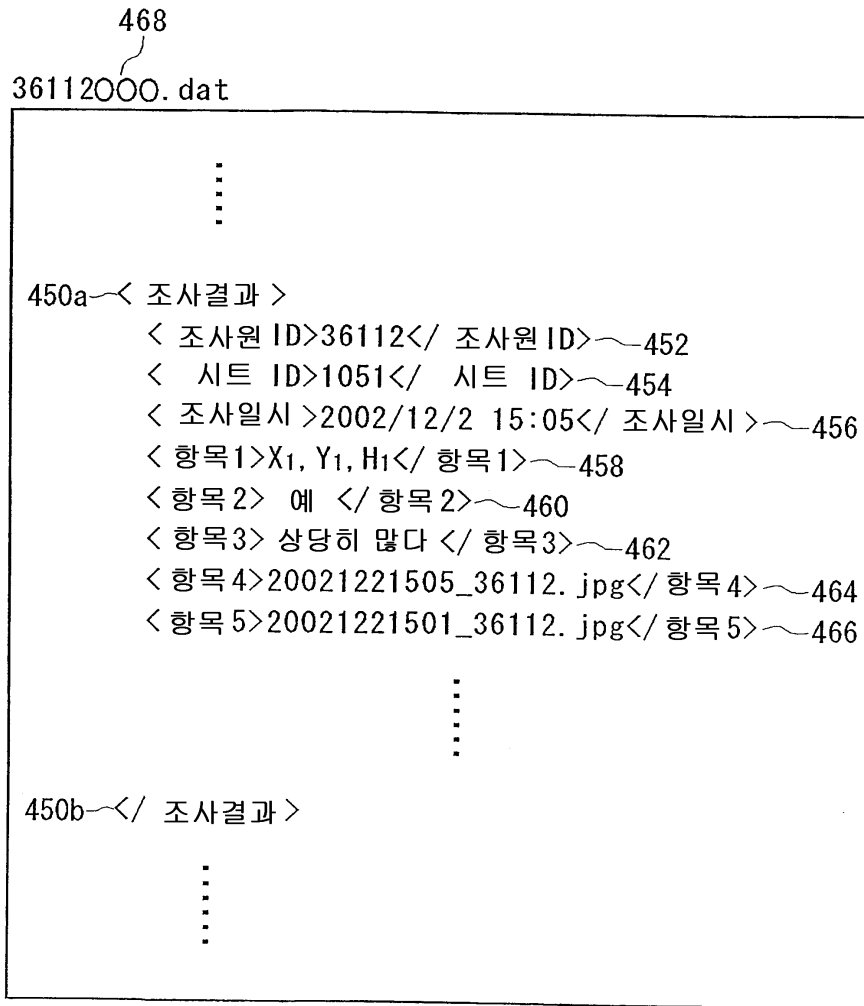 468
36112○○○.dat
450a < 조사결과 >
< 조사원 ID>36112</ 조사원 ID> 452
< 시트 ID>1051</ 시트 ID> 454
< 조사일시 >2002/12/2 15:05</ 조사일시 > 456
< 항목1>X₁, Y₁, H₁</ 항목1> 458
< 항목2> 예 </ 항목2> 460
< 항목3> 상당히 많다 </ 항목3> 462
< 항목4>20021221505_36112.jpg</ 항목4> 464
< 항목5>20021221501_36112.jpg</ 항목5> 466
450b </ 조사결과 >